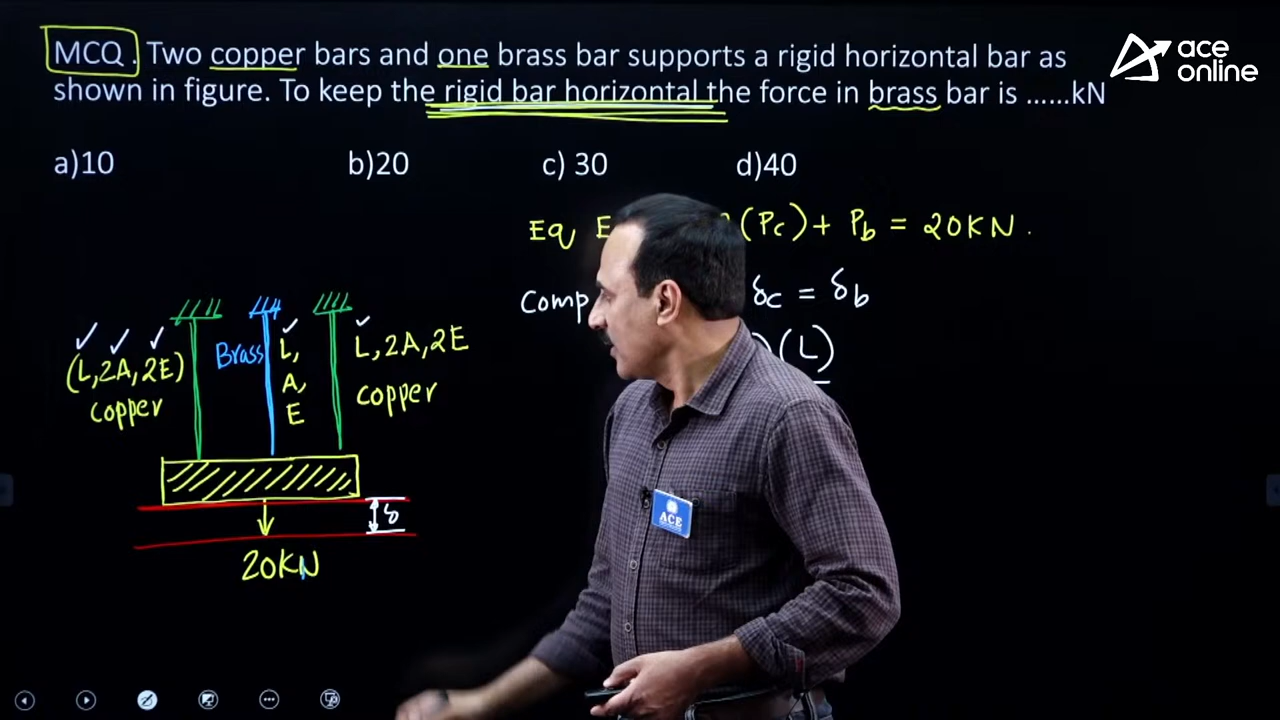 MCQ. Two copper bars and one brass bar supports a rigid horizontal bar as
shown in figure. To keep the rigid bar horizontal the force in brass bar is ......kN
a)10 b)20 c) 30 d)40
ace
online
Eq E (Pc) + Pb = 20KN.
Comp δc = δb
(L)
(L,2A,2E)
copper
Brass
L,
A,
E
L,2A,2E
copper
δ
20KN
ACE